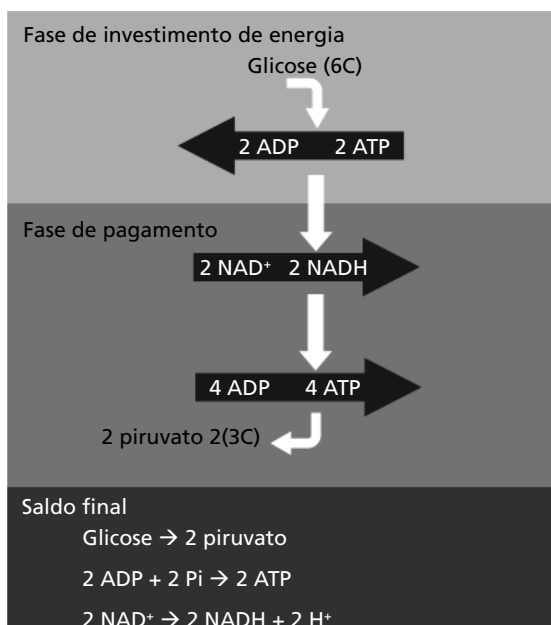 Fase de investimento de energia
Glicose (6C)
2 ADP 2 ATP
Fase de pagamento
2 NAD⁺ 2 NADH
4 ADP 4 ATP
2 piruvato 2(3C)
Saldo final
Glicose → 2 piruvato
2 ADP + 2 Pi → 2 ATP
2 NAD⁺ → 2 NADH + 2 H⁺